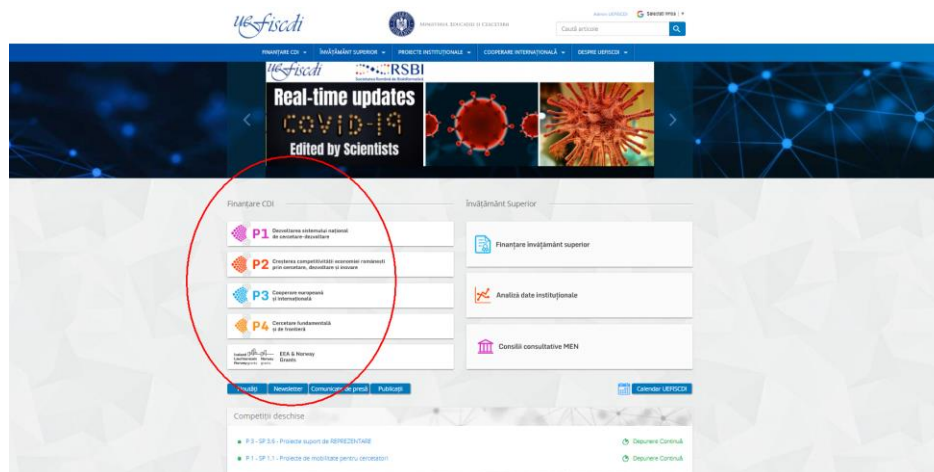 uefiscdi
MINISTERUL EDUCAȚIEI ȘI CERCETĂRII
Caută articole
FINANȚARE CDI
ÎNVĂȚĂMÂNT SUPERIOR
PROIECTE INSTITUȚIONALE
COOPERARE INTERNAȚIONALĂ
DESPRE UEFISCDI
uefiscdi
RSBI
Real-time updates
COVID-19
Edited by Scientists
Finanțare CDI
Învățământ Superior
P1 Dezvoltarea sistemului național
de cercetare-dezvoltare
P2 Creșterea competitivității economiei românești
prin cercetare, dezvoltare și inovare
P3 Cooperare europeană
și internațională
P4 Cercetare fundamentală
și de frontieră
EEA & Norway
Grants
Finanțare învățământ superior
Analiză date instituționale
Consilii consultative MEN
Noutăți
Newsletter
Comunicate de presă
Publicații
Calendar UEFISCDI
Competiții deschise
P 3 - SP 3.6 - Proiecte suport de REPREZENTARE
Depunere Continuă
P 1 - SP 1.1 - Proiecte de mobilitate pentru cercetatori
Depunere Continuă